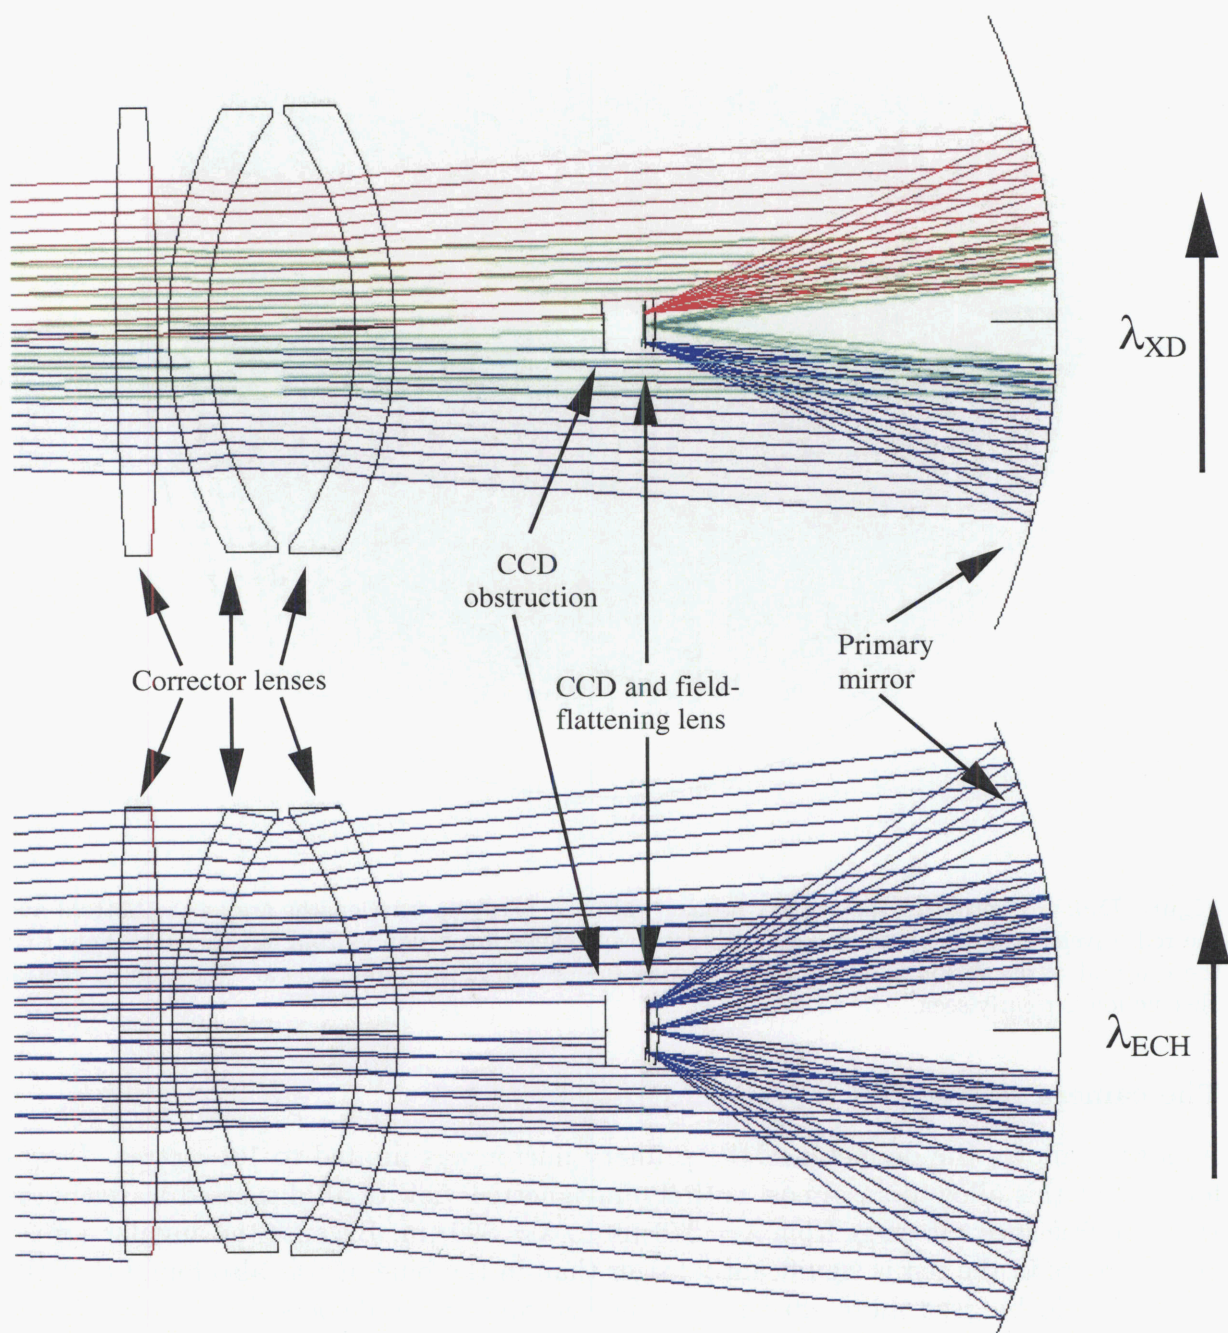 λXD
CCD
obstruction
Primary
mirror
Corrector lenses
CCD and field-
flattening lens
λECH